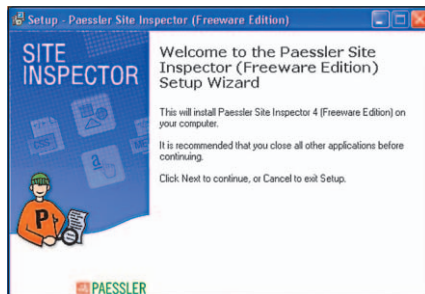 Setup - Paessler Site Inspector (Freeware Edition)
SITE
INSPECTOR
Welcome to the Paessler Site
Inspector (Freeware Edition)
Setup Wizard
This will install Paessler Site Inspector 4 (Freeware Edition) on
your computer.
It is recommended that you close all other applications before
continuing.
Click Next to continue, or Cancel to exit Setup.
CSS
P
PAESSLER